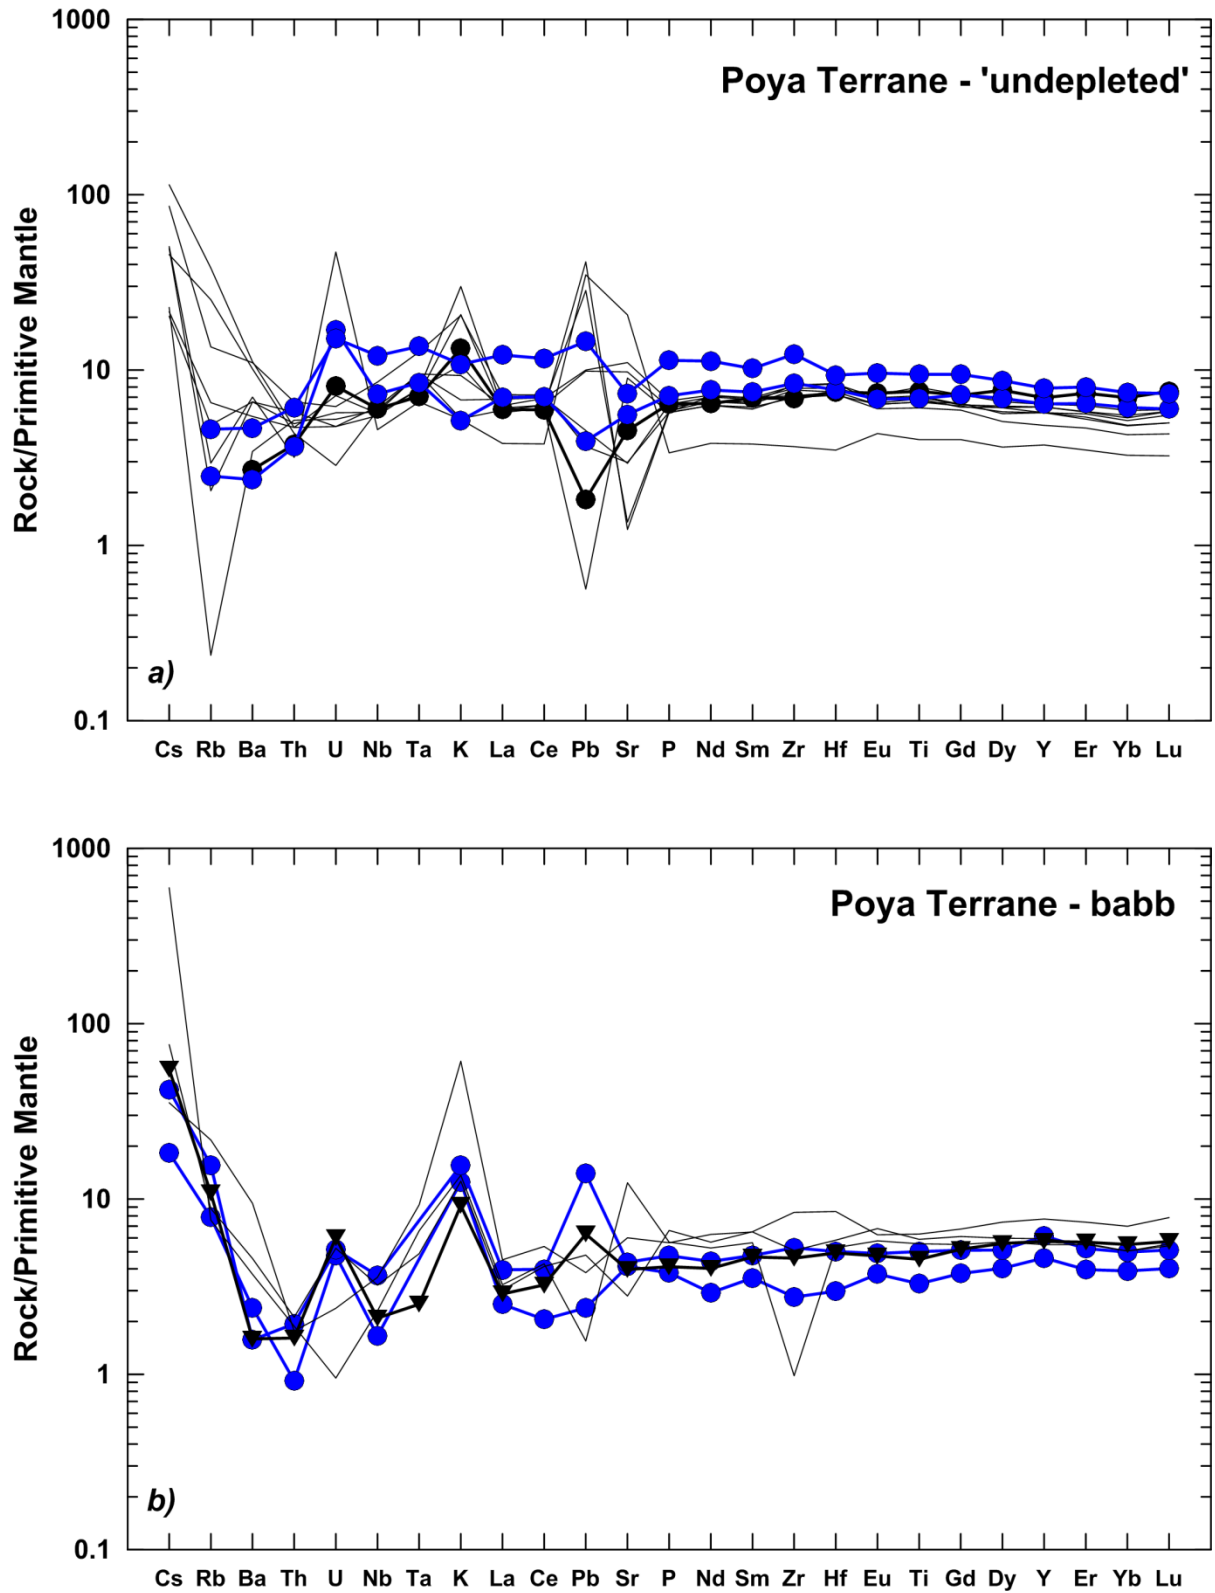 1000
Poya Terrane - 'undepleted'
100
Rock/Primitive Mantle
10
1
a)
0.1
Cs Rb Ba Th U Nb Ta K La Ce Pb Sr P Nd Sm Zr Hf Eu Ti Gd Dy Y Er Yb Lu
1000
Poya Terrane - babb
100
Rock/Primitive Mantle
10
1
b)
0.1
Cs Rb Ba Th U Nb Ta K La Ce Pb Sr P Nd Sm Zr Hf Eu Ti Gd Dy Y Er Yb Lu